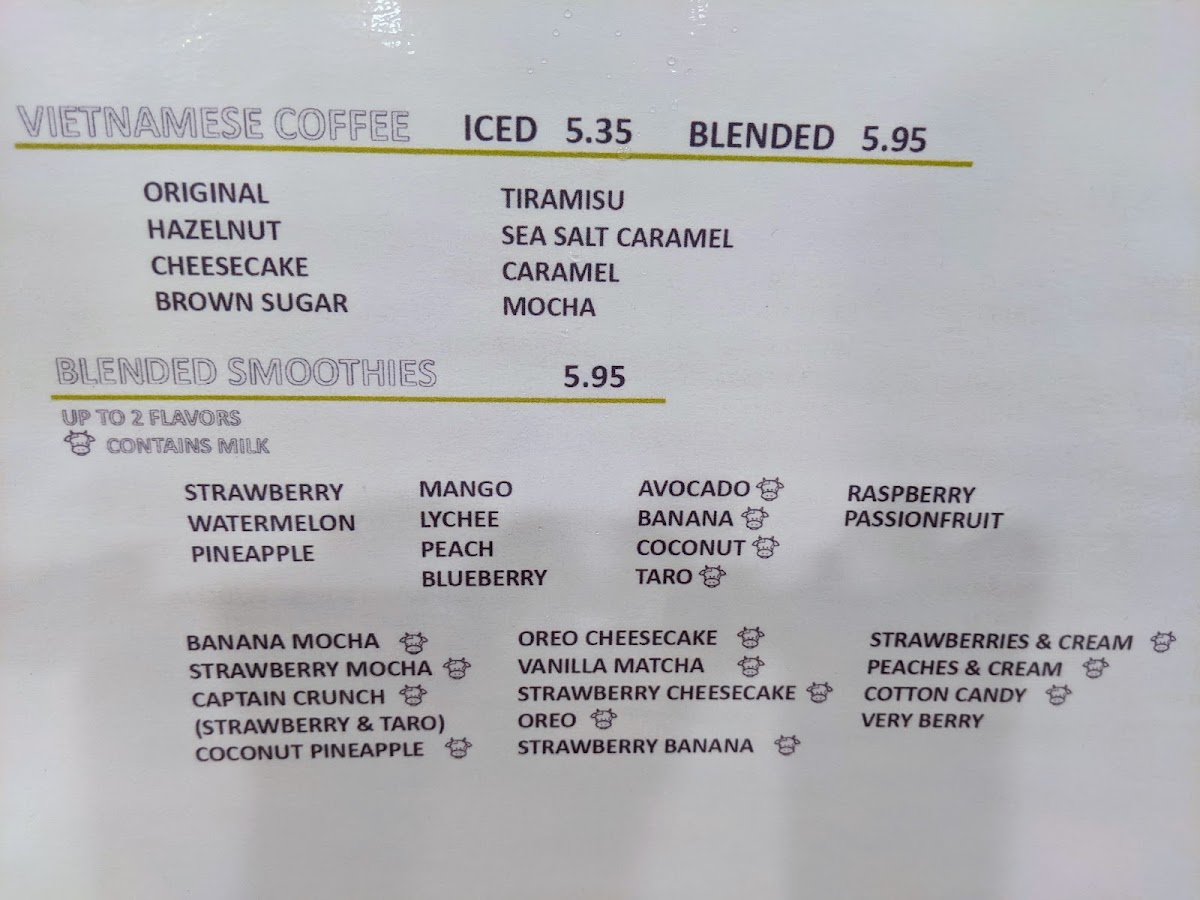 VIETNAMESE COFFEE ICED 5.35 BLENDED 5.95
ORIGINAL
HAZELNUT
CHEESECAKE
BROWN SUGAR
TIRAMISU
SEA SALT CARAMEL
CARAMEL
MOCHA
BLENDED SMOOTHIES 5.95
UP TO 2 FLAVORS
CONTAINS MILK
STRAWBERRY
WATERMELON
PINEAPPLE
MANGO
LYCHEE
PEACH
BLUEBERRY
AVOCADO
BANANA
COCONUT
TARO
RASPBERRY
PASSIONFRUIT
BANANA MOCHA
STRAWBERRY MOCHA
CAPTAIN CRUNCH
(STRAWBERRY & TARO)
COCONUT PINEAPPLE
OREO CHEESECAKE
VANILLA MATCHA
STRAWBERRY CHEESECAKE
OREO
STRAWBERRY BANANA
STRAWBERRIES & CREAM
PEACHES & CREAM
COTTON CANDY
VERY BERRY